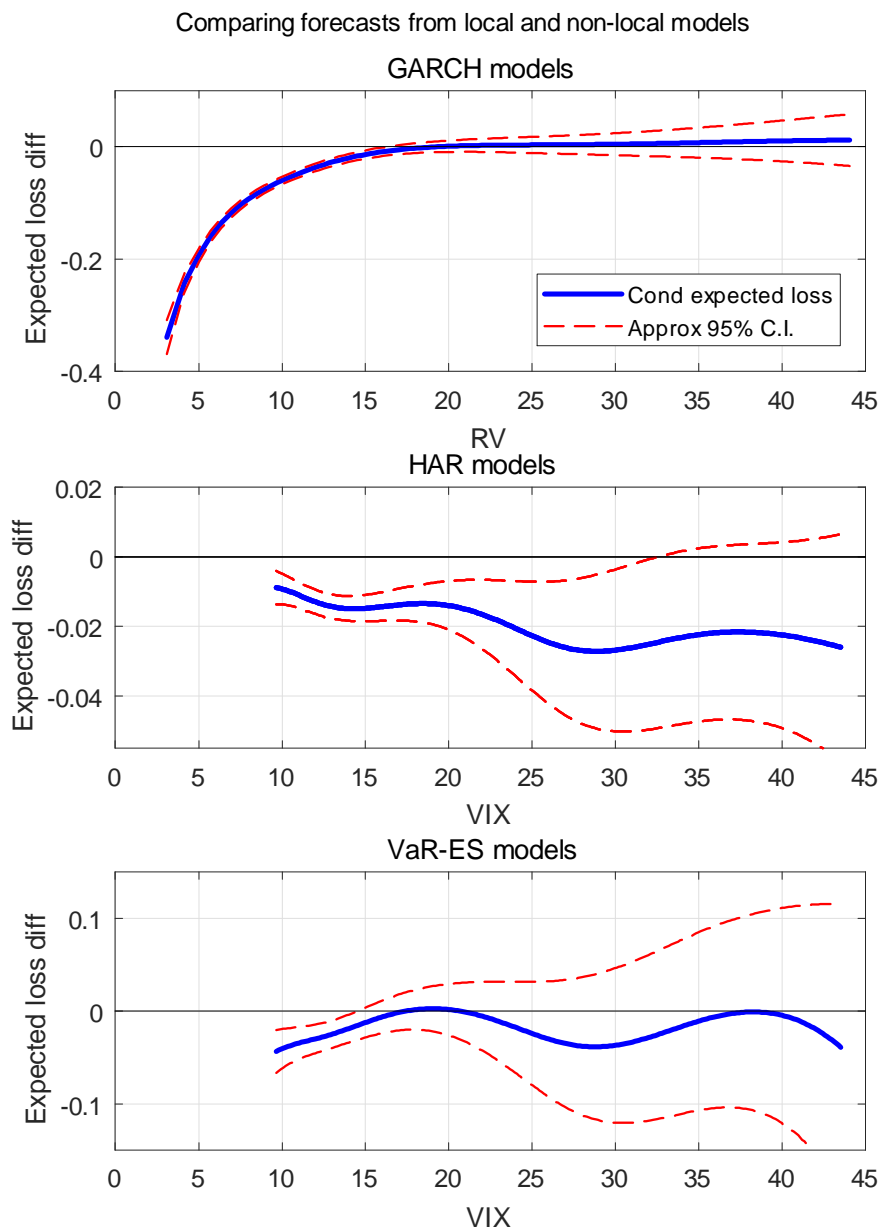 Comparing forecasts from local and non-local models
GARCH models
Expected loss diff
0
-0.2
-0.4
Cond expected loss
Approx 95% C.I.
0 5 10 15 20 25 30 35 40 45
RV
HAR models
Expected loss diff
0.02
0
-0.02
-0.04
0 5 10 15 20 25 30 35 40 45
VIX
VaR-ES models
Expected loss diff
0.1
0
-0.1
0 5 10 15 20 25 30 35 40 45
VIX